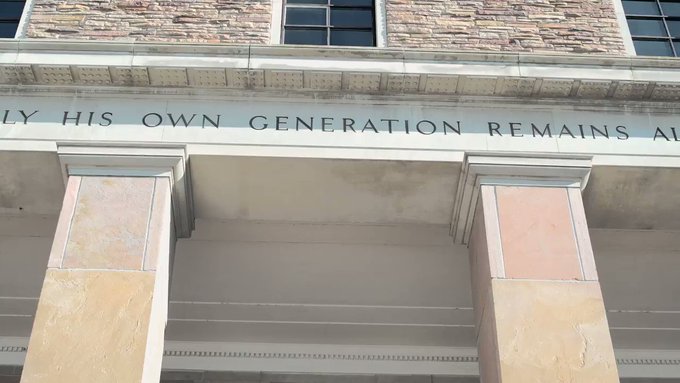 LY HIS OWN GENERATION REMAINS AL